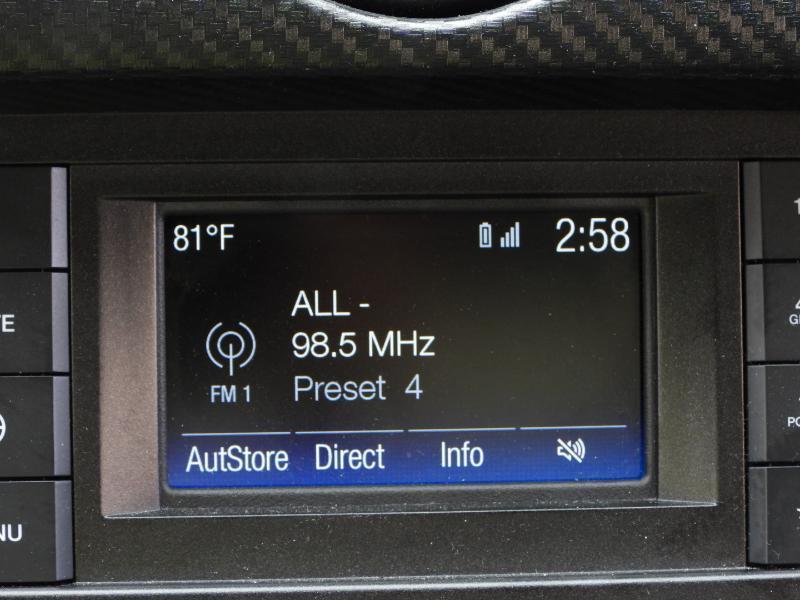 81°F
2:58
ALL -
98.5 MHz
FM 1
Preset 4
AutStore Direct Info